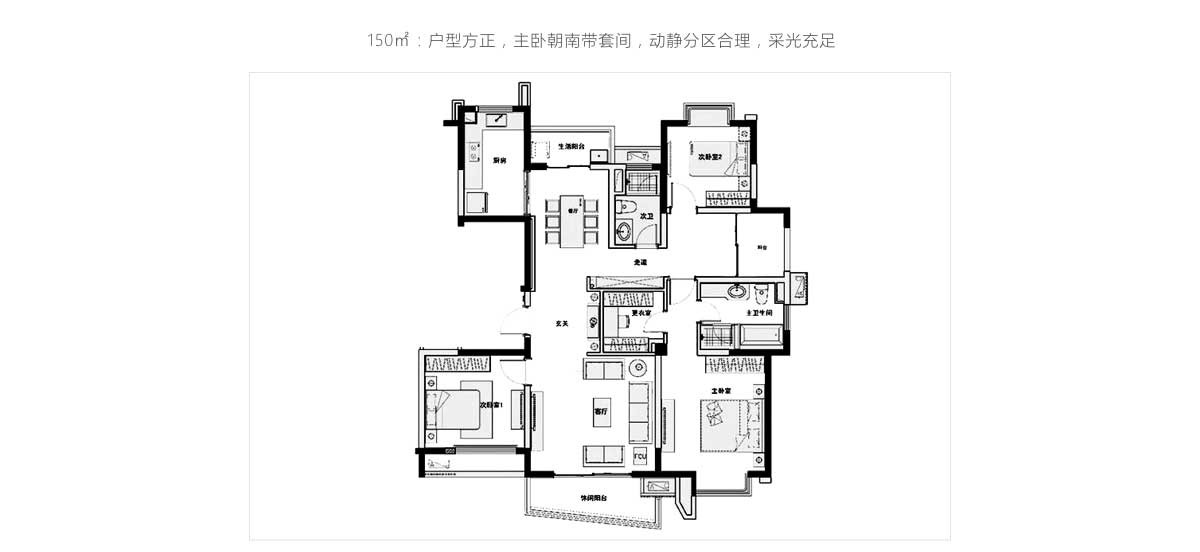 150㎡：户型方正，主卧朝南带套间，动静分区合理，采光充足
厨房
生活阳台
次卧室2
餐厅
次卫
阳台
走道
更衣室
主卫生间
玄关
主卧室
次卧室1
客厅
休闲阳台